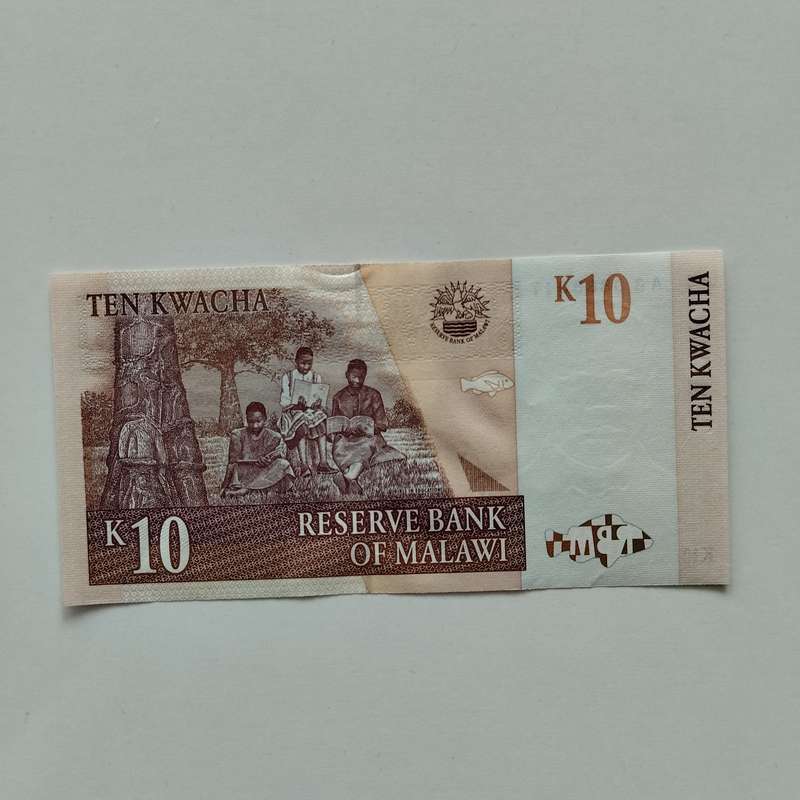 TEN KWACHA
RESERVE BANK OF MALAWI
K10
TEN KWACHA
K10
RESERVE BANK
OF MALAWI